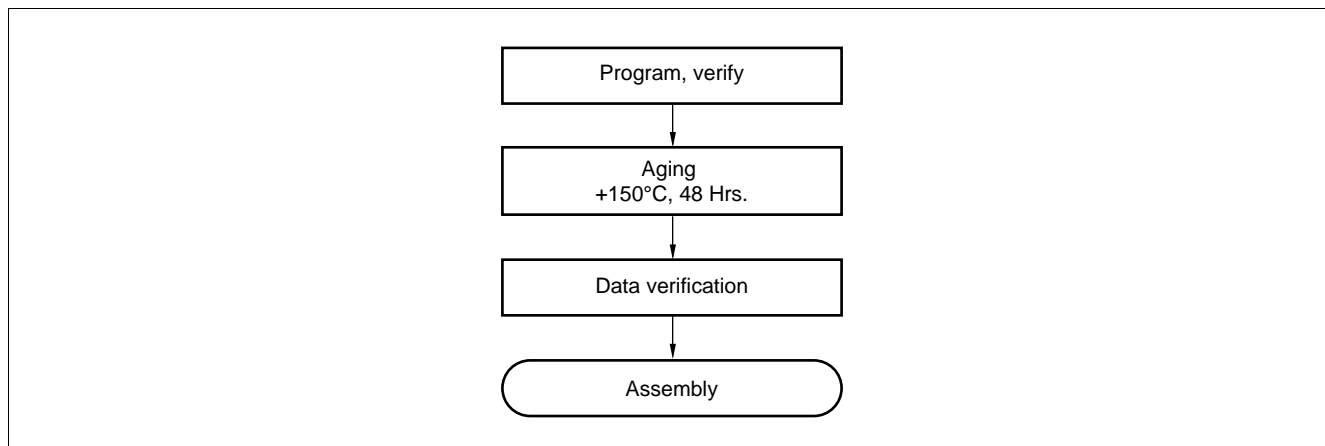 Program, verify
Aging
+150°C, 48 Hrs.
Data verification
Assembly